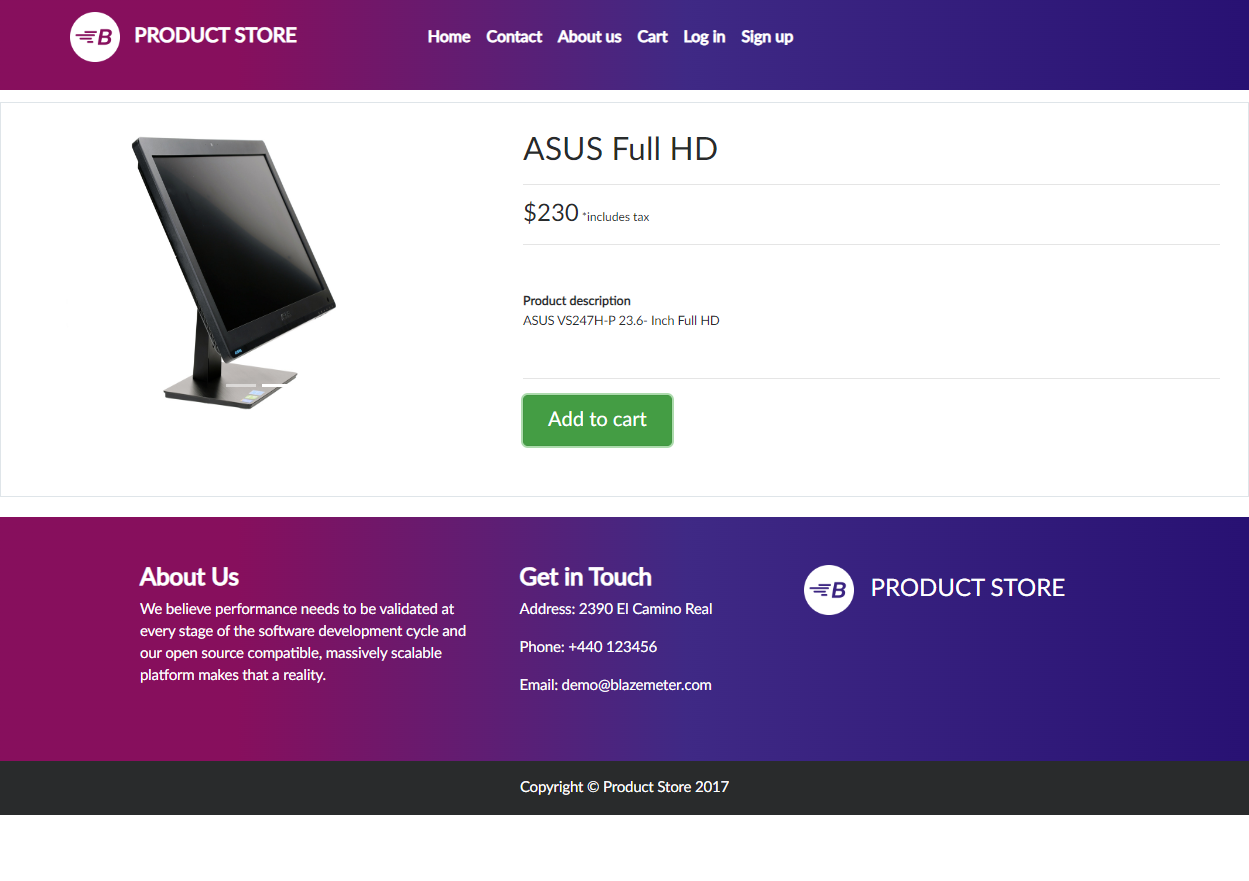 B PRODUCT STORE
Home Contact About us Cart Log in Sign up
ASUS Full HD
$230 *includes tax
Product description
ASUS VS247H-P 23.6- Inch Full HD
Add to cart
About Us
We believe performance needs to be validated at
every stage of the software development cycle and
our open source compatible, massively scalable
platform makes that a reality.
Get in Touch
Address: 2390 El Camino Real
Phone: +440 123456
Email: demo@blazemeter.com
B PRODUCT STORE
Copyright © Product Store 2017